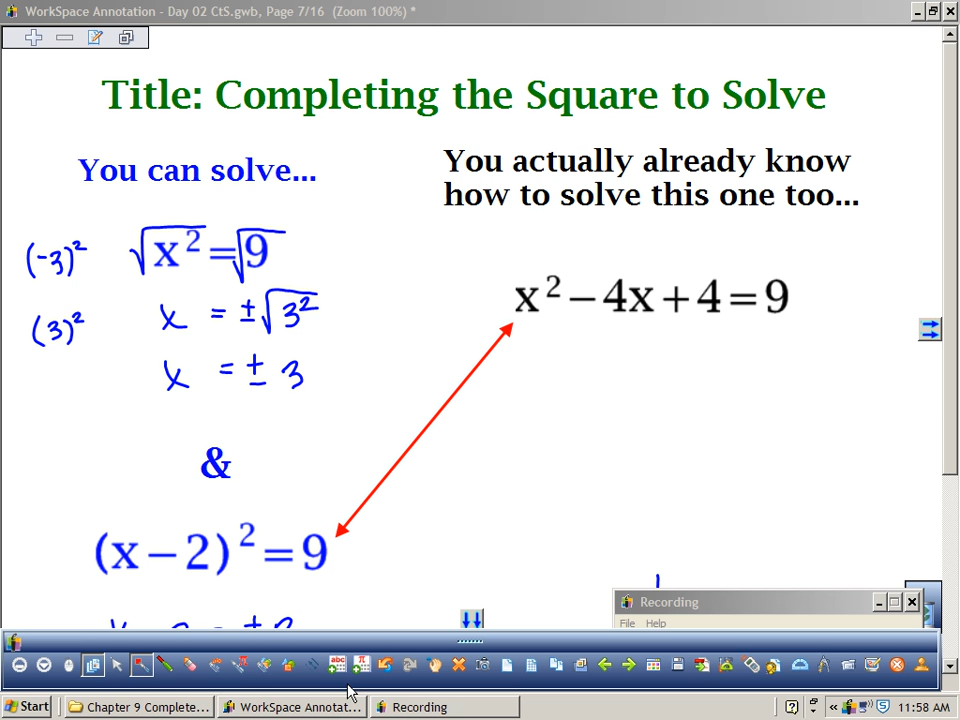 WorkSpace Annotation - Day 02 CtS.gwb, Page 7/16 (Zoom 100%) *
Title: Completing the Square to Solve
You can solve...
You actually already know
how to solve this one too...
(-3)²
√x² = √9
x² − 4x + 4 = 9
(3)²
x = ±√3²
x = ± 3
&
(x − 2)² = 9
Recording
File Help
abc
Start
Chapter 9 Complete...
WorkSpace Annotat...
Recording
11:58 AM